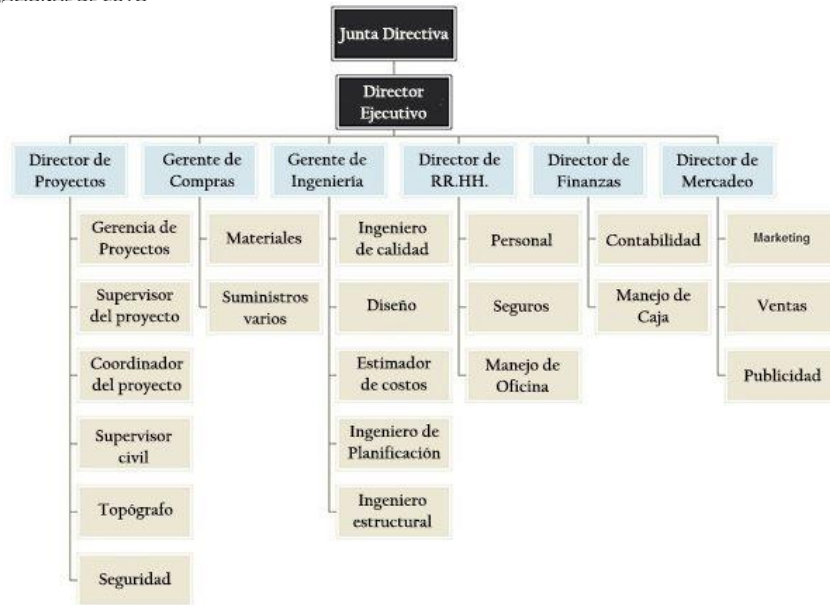 Junta Directiva
Director
Ejecutivo
Director de
Proyectos
Gerente de
Compras
Gerente de
Ingeniería
Director de
RR.HH.
Director de
Finanzas
Director de
Mercadeo
Gerencia de
Proyectos
Supervisor
del proyecto
Coordinador
del proyecto
Supervisor
civil
Topógrafo
Seguridad
Materiales
Suministros
varios
Ingeniero
de calidad
Diseño
Estimador
de costos
Ingeniero de
Planificación
Ingeniero
estructural
Personal
Seguros
Manejo de
Oficina
Contabilidad
Manejo de
Caja
Marketing
Ventas
Publicidad